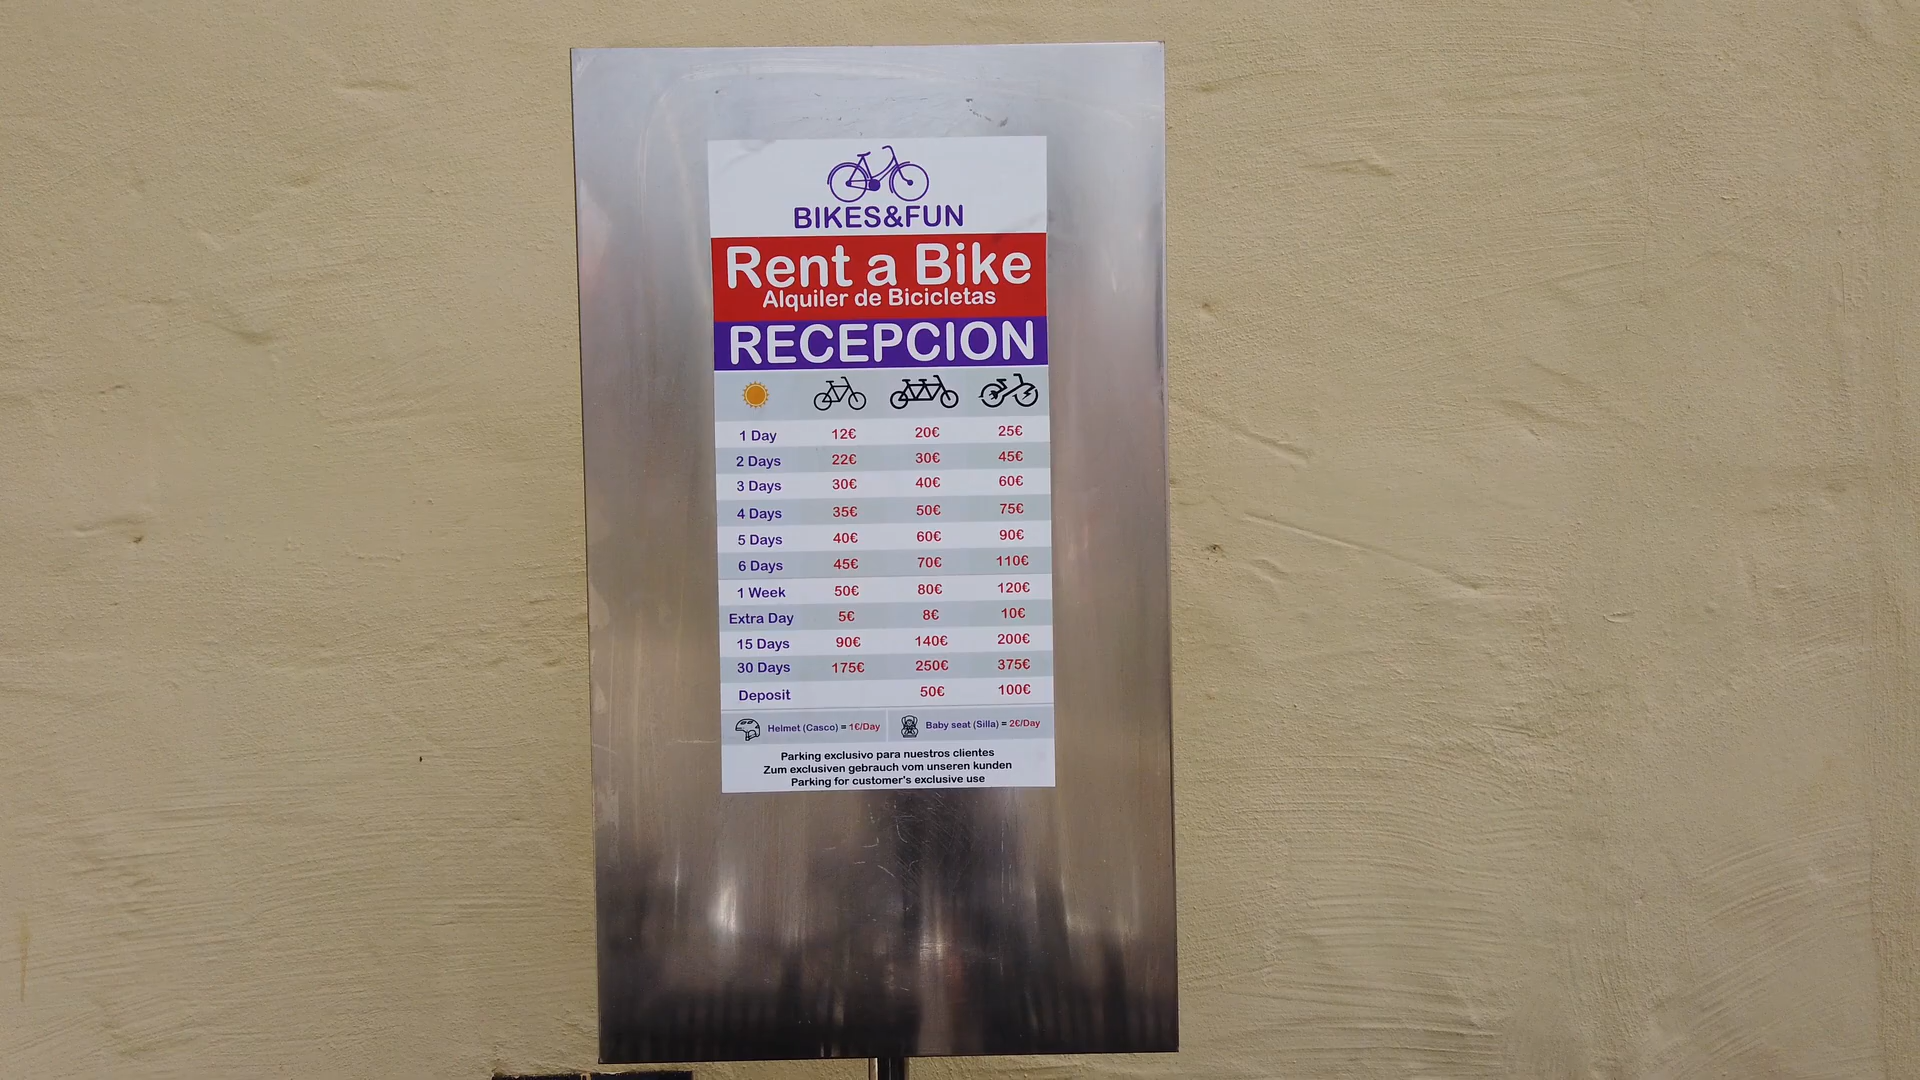 BIKES&FUN
Rent a Bike
Alquiler de Bicicletas
RECEPCION
1 Day 12€ 20€ 25€
2 Days 22€ 30€ 45€
3 Days 30€ 40€ 60€
4 Days 35€ 50€ 75€
5 Days 40€ 60€ 90€
6 Days 45€ 70€ 110€
1 Week 50€ 80€ 120€
Extra Day 5€ 8€ 10€
15 Days 90€ 140€ 200€
30 Days 175€ 250€ 375€
Deposit 50€ 100€
Helmet (Casco) = 1€/Day Baby seat (Silla) = 2€/Day
Parking exclusivo para nuestros clientes
Zum exclusiven gebrauch vom unseren kunden
Parking for customer's exclusive use